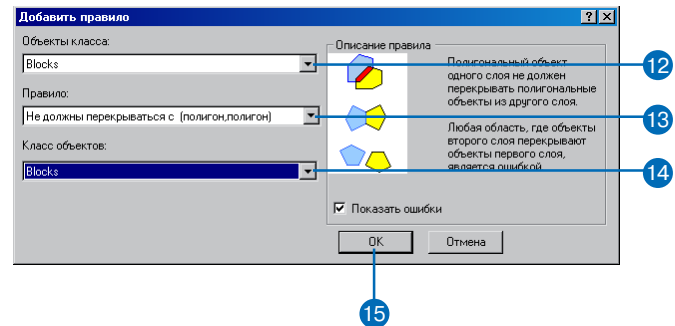 Добавить правило
Объекты класса:
Blocks
Правило:
Не должны перекрываться с (полигон,полигон)
Класс объектов:
Blocks
Описание правила
Полигональный объект
одного слоя не должен
перекрывать полигональные
объекты из другого слоя.
Любая область, где объекты
второго слоя перекрывают
объекты первого слоя,
является ошибкой
Показать ошибки
OK
Отмена
12
13
14
15